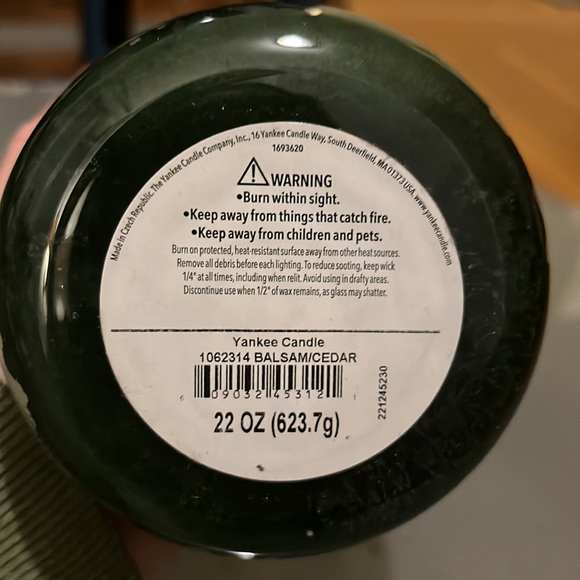 Made in Czech Republic. The Yankee Candle Company, Inc., 16 Yankee Candle Way, South Deerfield, MA 01373 USA. www.yankeecandle.com
1693620
WARNING
•Burn within sight.
•Keep away from things that catch fire.
•Keep away from children and pets.
Burn on protected, heat-resistant surface away from other heat sources.
Remove all debris before each lighting. To reduce sooting, keep wick
1/4" at all times, including when relit. Avoid using in drafty areas.
Discontinue use when 1/2" of wax remains, as glass may shatter.
Yankee Candle
1062314 BALSAM/CEDAR
09032 45312
22 OZ (623.7g)
221245230